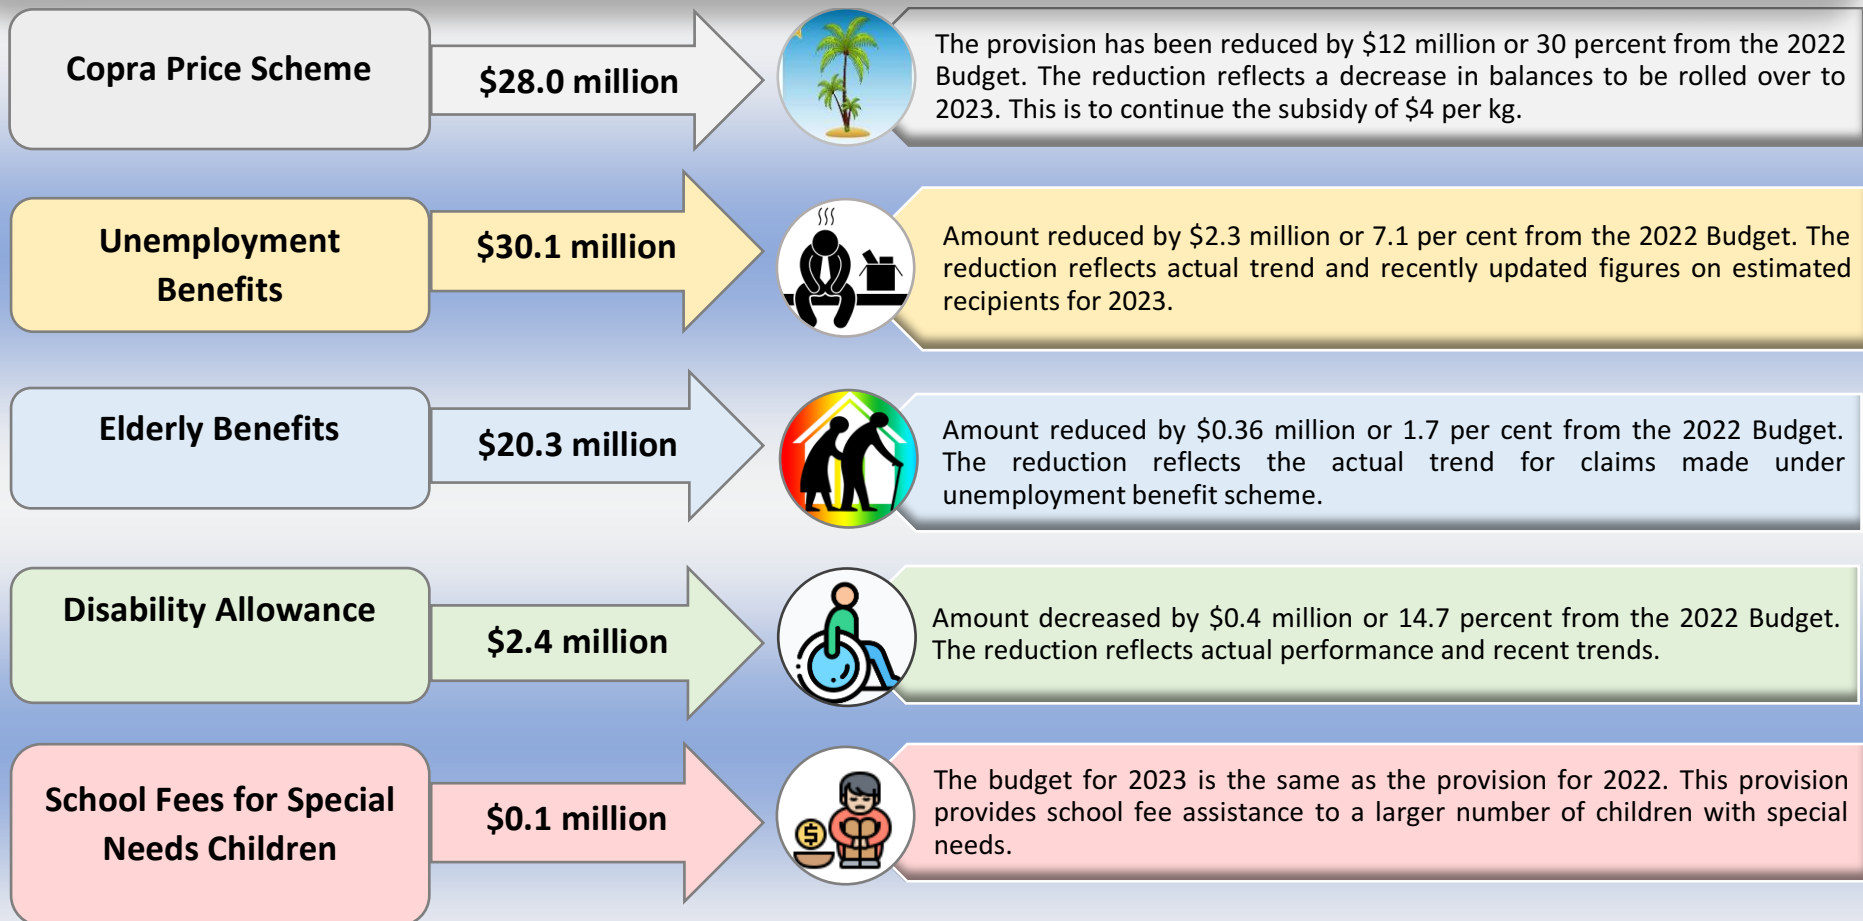 Copra Price Scheme
$28.0 million
The provision has been reduced by $12 million or 30 percent from the 2022
Budget. The reduction reflects a decrease in balances to be rolled over to
2023. This is to continue the subsidy of $4 per kg.
Unemployment
Benefits
$30.1 million
Amount reduced by $2.3 million or 7.1 per cent from the 2022 Budget. The
reduction reflects actual trend and recently updated figures on estimated
recipients for 2023.
Elderly Benefits
$20.3 million
Amount reduced by $0.36 million or 1.7 per cent from the 2022 Budget.
The reduction reflects the actual trend for claims made under
unemployment benefit scheme.
Disability Allowance
$2.4 million
Amount decreased by $0.4 million or 14.7 percent from the 2022 Budget.
The reduction reflects actual performance and recent trends.
School Fees for Special
Needs Children
$0.1 million
The budget for 2023 is the same as the provision for 2022. This provision
provides school fee assistance to a larger number of children with special
needs.
$